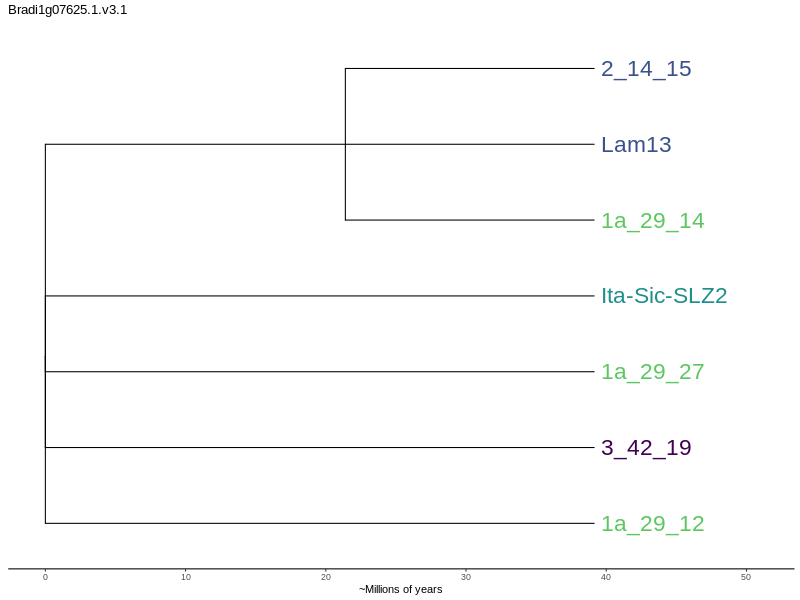 Bradi1g07625.1.v3.1
2_14_15
Lam13
1a_29_14
Ita-Sic-SLZ2
1a_29_27
3_42_19
1a_29_12
0 10 20 30 40 50
~Millions of years